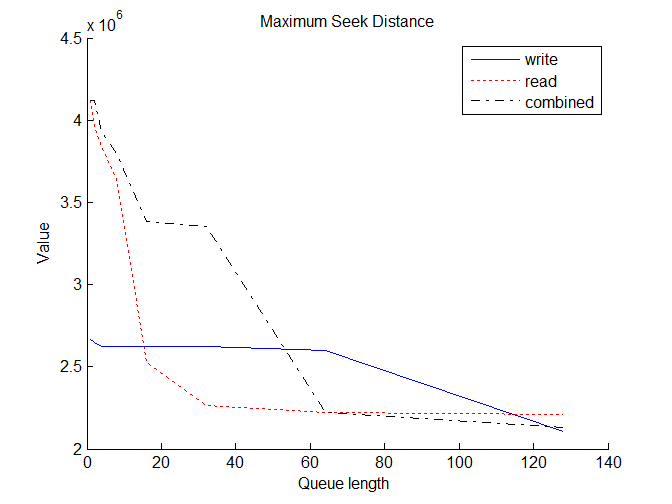 Maximum Seek Distance
x 10^6
4.5
4
3.5
3
2.5
2
Value
write
read
combined
0 20 40 60 80 100 120 140
Queue length